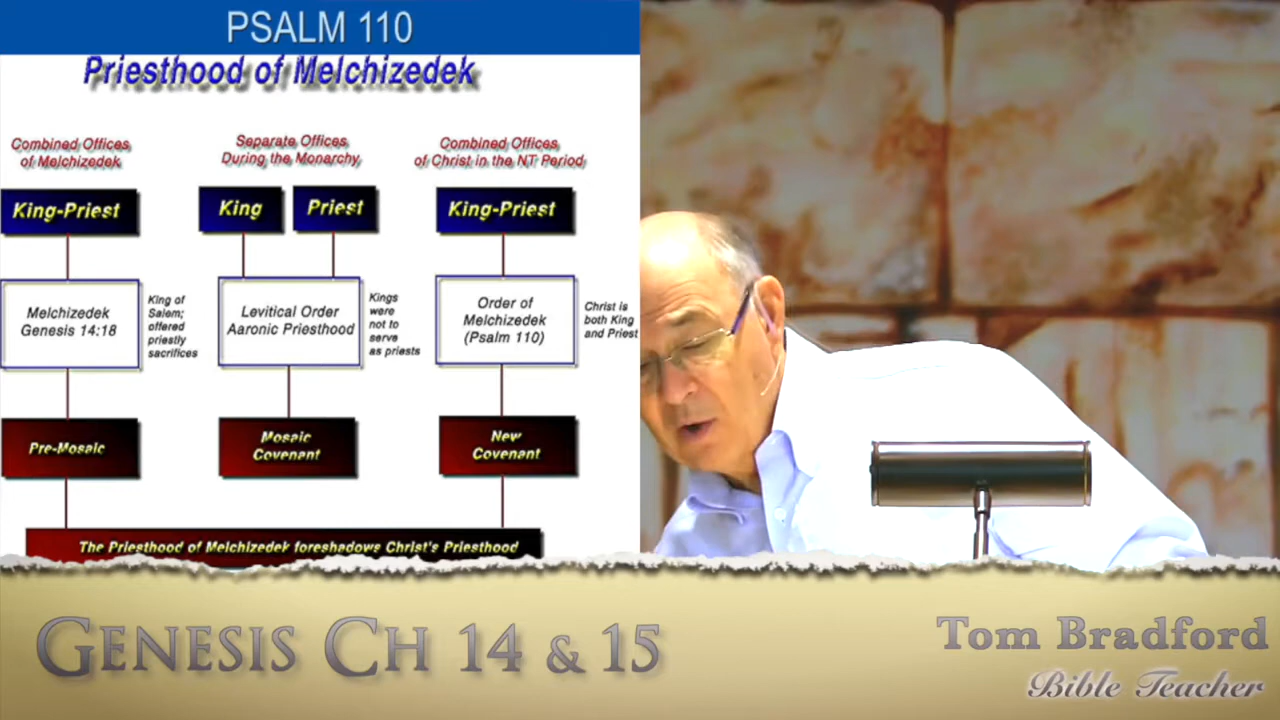 PSALM 110
Priesthood of Melchizedek
Combined Offices
of Melchizedek
King-Priest
Melchizedek
Genesis 14:18
King of
Salem;
offered
priestly
sacrifices
Pre-Mosaic
Separate Offices
During the Monarchy
King
Priest
Levitical Order
Aaronic Priesthood
Kings
were
not to
serve
as priests
Mosaic
Covenant
Combined Offices
of Christ in the NT Period
King-Priest
Order of
Melchizedek
(Psalm 110)
Christ is
both King
and Priest
New
Covenant
The Priesthood of Melchizedek foreshadows Christ's Priesthood
GENESIS CH 14 & 15
Tom Bradford
Bible Teacher